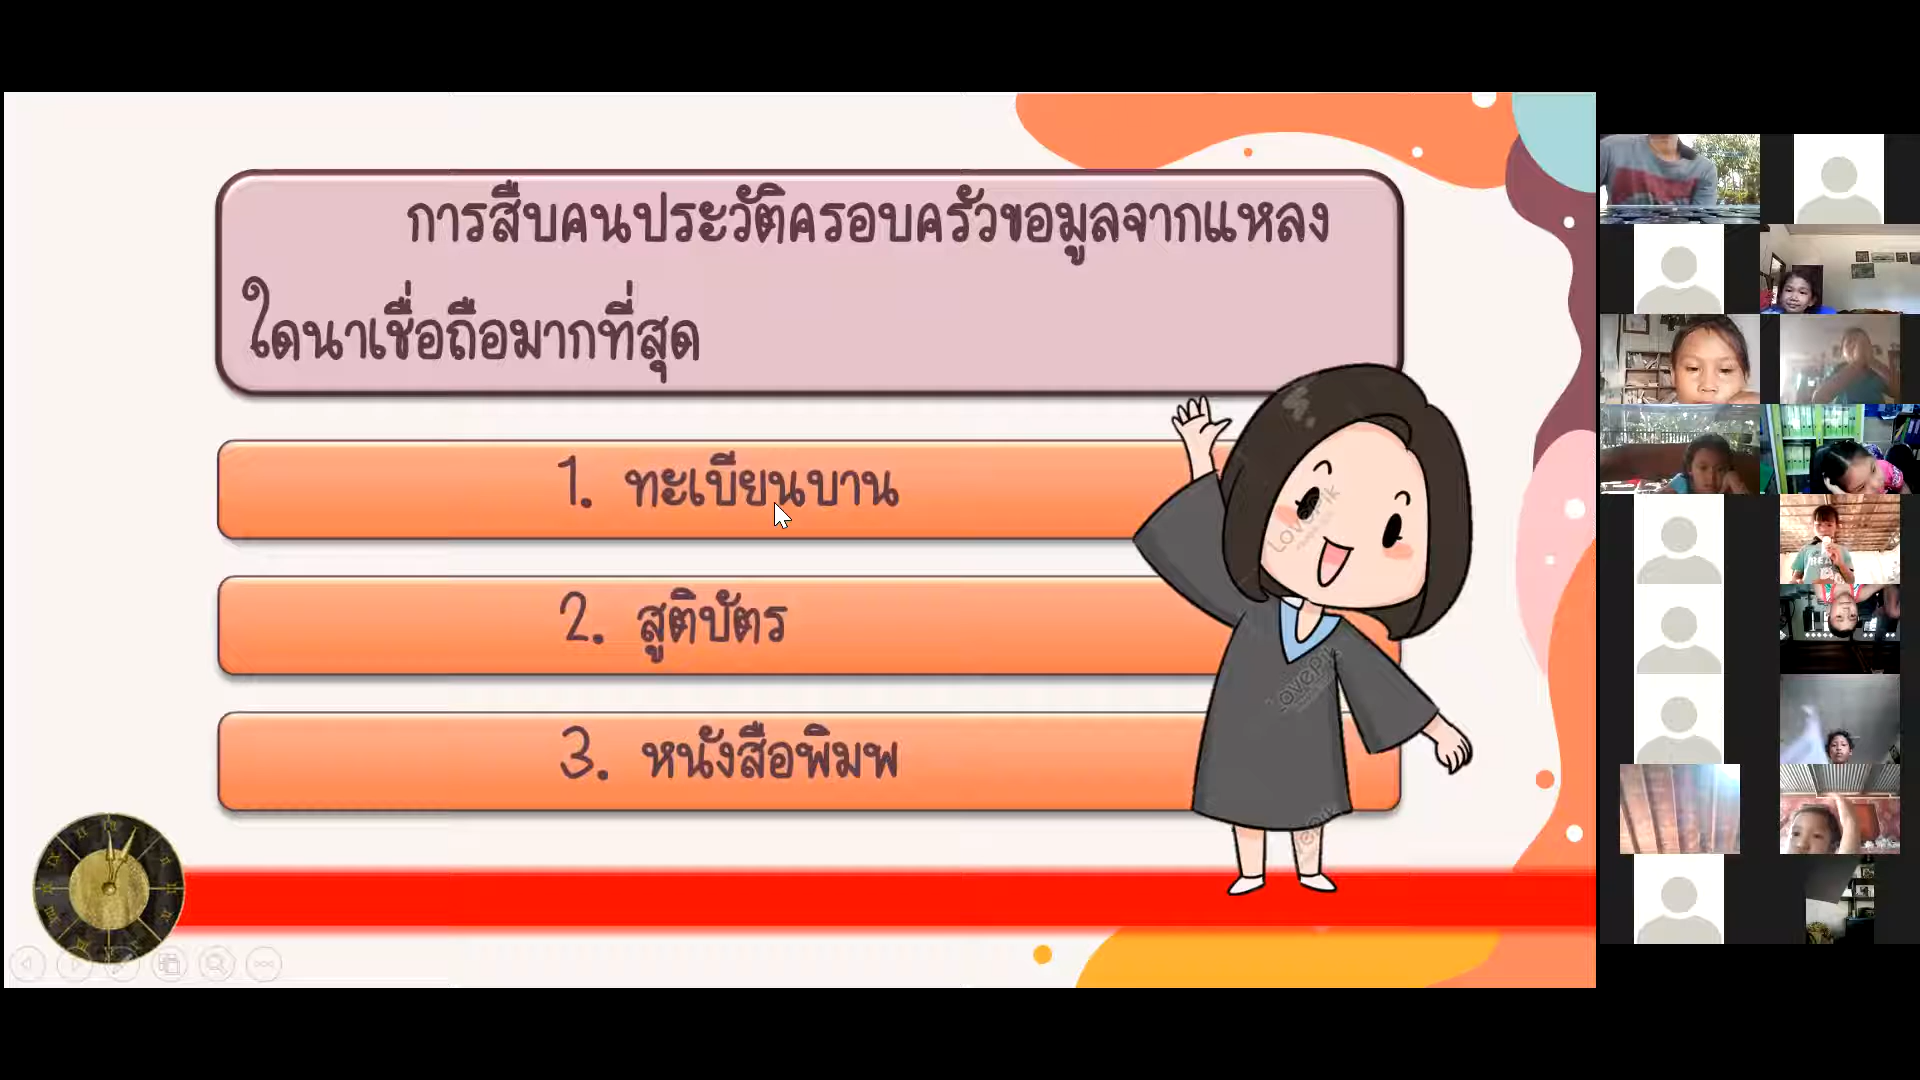 การสืบคนประวัติครอบครัวขอมูลจากแหลง
ใดนาเชื่อถือมากที่สุด
1. ทะเบียนบาน
2. สูติบัตร
3. หนังสือพิมพ
Lovepik
Lovepik